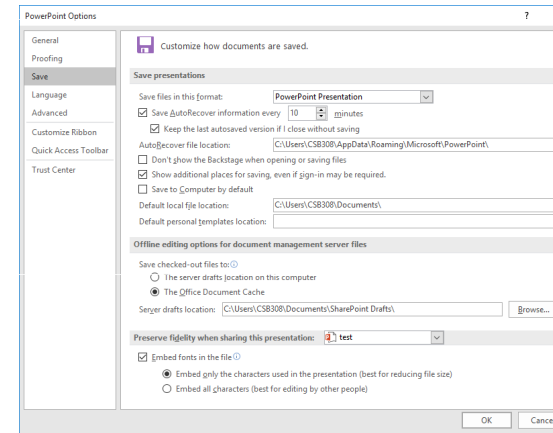 PowerPoint Options
?
General
Proofing
Save
Language
Advanced
Customize Ribbon
Quick Access Toolbar
Trust Center
Customize how documents are saved.
Save presentations
Save files in this format: PowerPoint Presentation
Save AutoRecover information every 10 minutes
Keep the last autosaved version if I close without saving
AutoRecover file location: C:\Users\CSB308\AppData\Roaming\Microsoft\PowerPoint\
Don't show the Backstage when opening or saving files
Show additional places for saving, even if sign-in may be required.
Save to Computer by default
Default local file location: C:\Users\CSB308\Documents\
Default personal templates location:
Offline editing options for document management server files
Save checked-out files to:
The server drafts location on this computer
The Office Document Cache
Server drafts location: C:\Users\CSB308\Documents\SharePoint Drafts\ Browse...
Preserve fidelity when sharing this presentation: test
Embed fonts in the file
Embed only the characters used in the presentation (best for reducing file size)
Embed all characters (best for editing by other people)
OK Cance